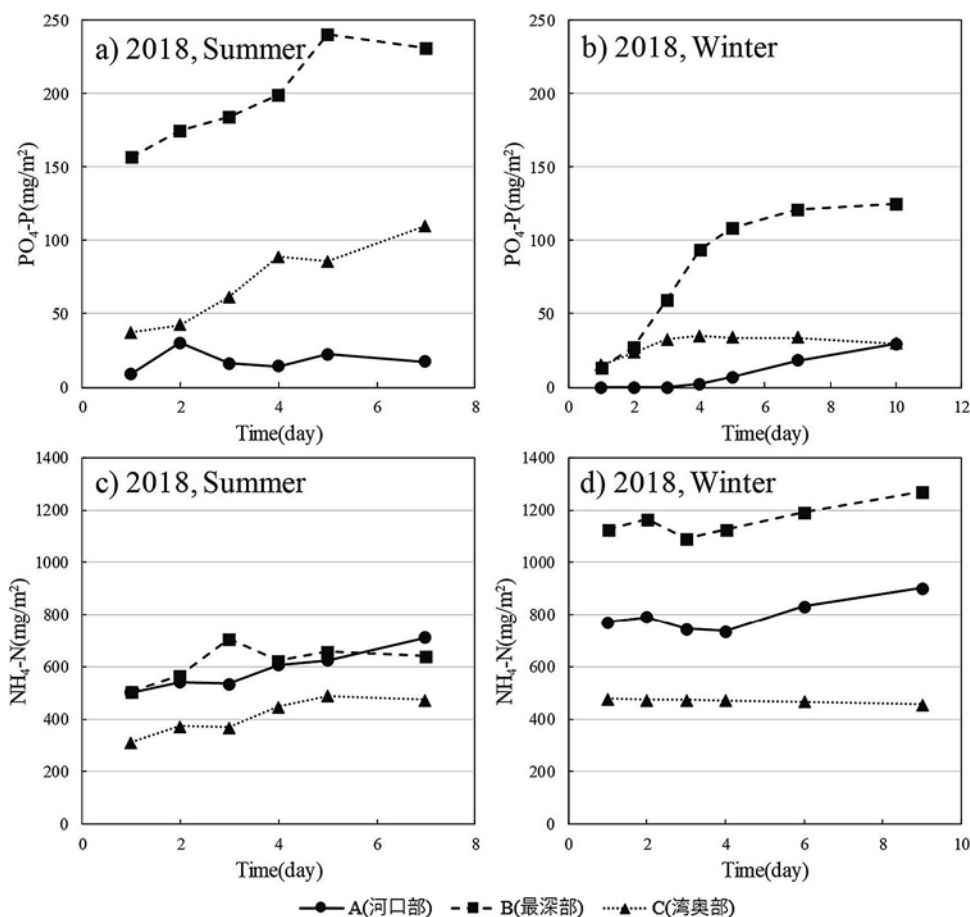 a) 2018, Summer
PO₄-P(mg/m²)
250
200
150
100
50
0
0 2 4 6 8
Time(day)
b) 2018, Winter
PO₄-P(mg/m²)
250
200
150
100
50
0
0 2 4 6 8 10 12
Time(day)
c) 2018, Summer
NH₄-N(mg/m²)
1400
1200
1000
800
600
400
200
0
0 2 4 6 8
Time(day)
d) 2018, Winter
NH₄-N(mg/m²)
1400
1200
1000
800
600
400
200
0
0 2 4 6 8 10
Time(day)
A(河口部) B(最深部) C(湾奥部)